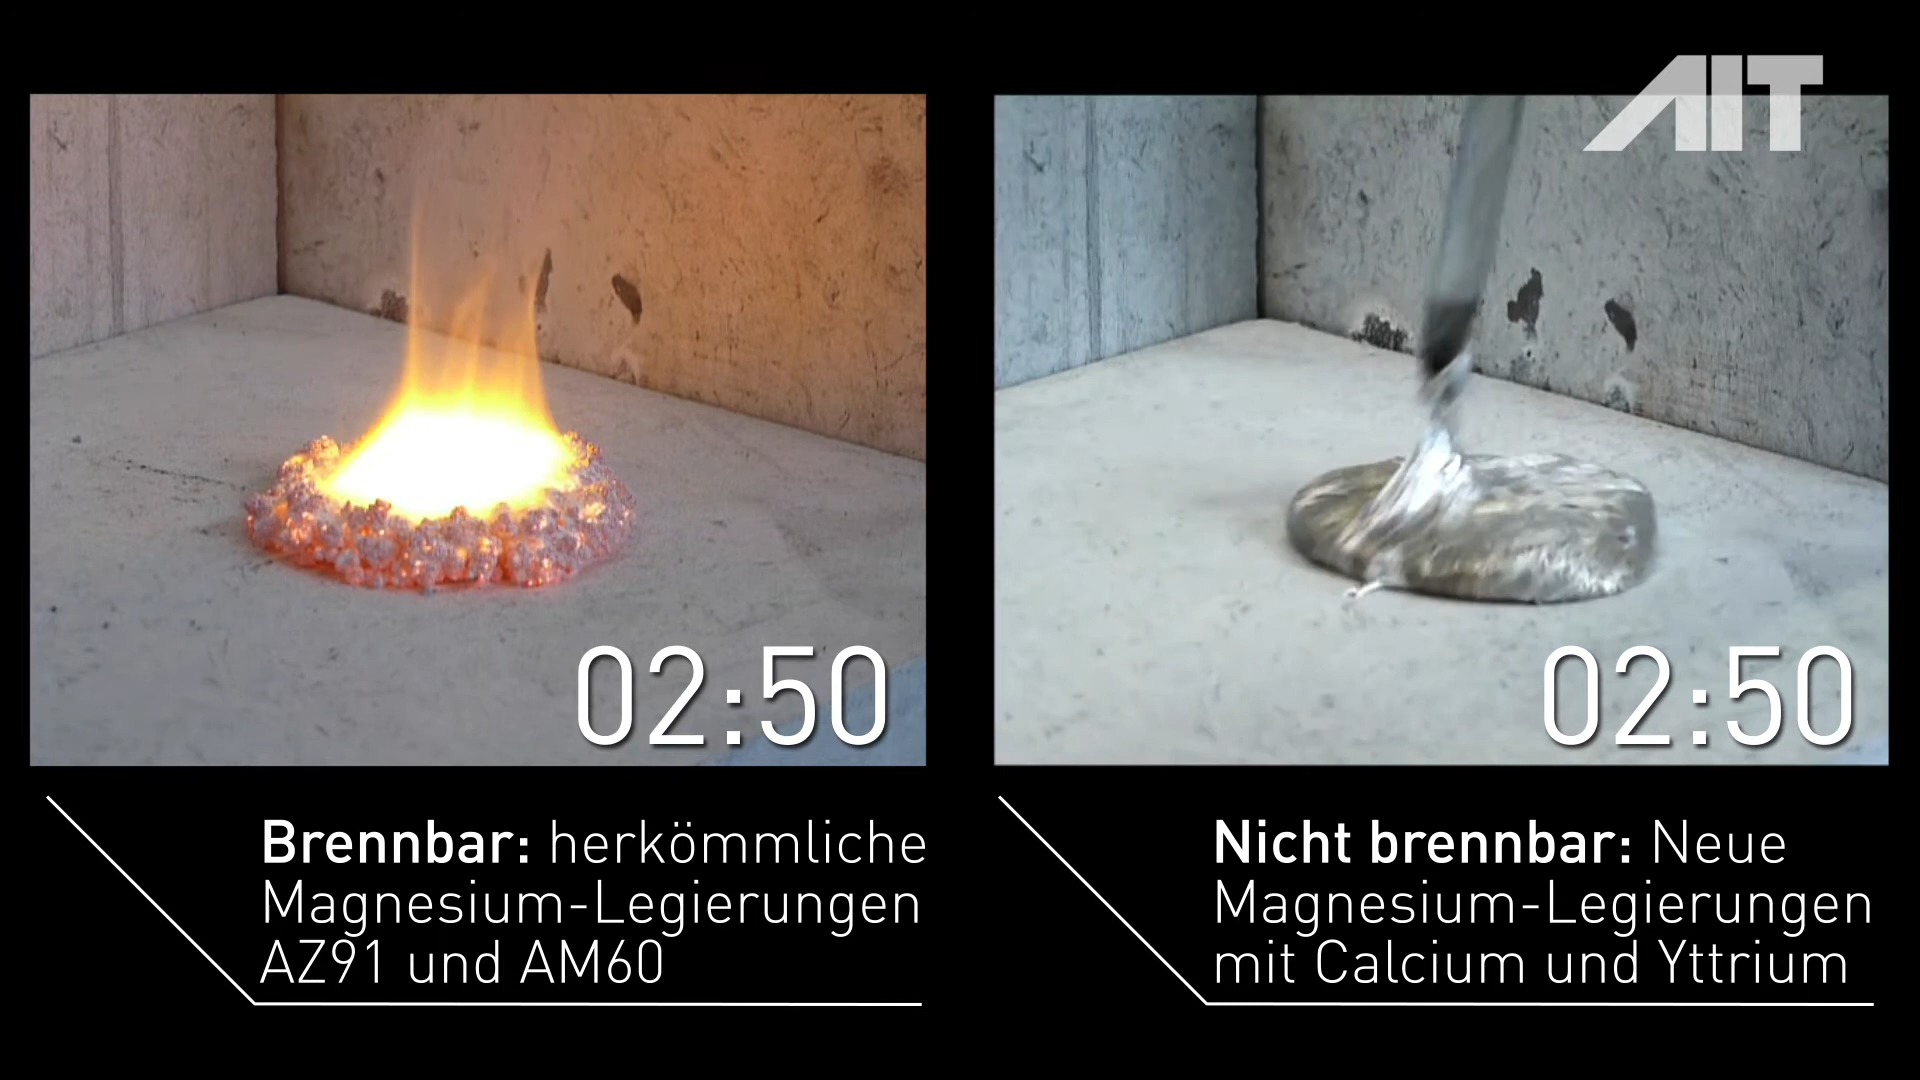 AIT
02:50
02:50
Brennbar: herkömmliche
Magnesium-Legierungen
AZ91 und AM60
Nicht brennbar: Neue
Magnesium-Legierungen
mit Calcium und Yttrium